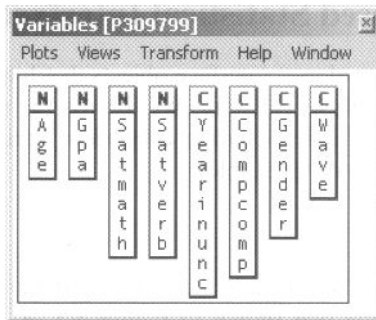 Variables [P309799]
Plots Views Transform Help Window
N N N N C C C C
Age
Gpa
Satmath
Satverb
Yearinunc
Compcomp
Gender
Wave